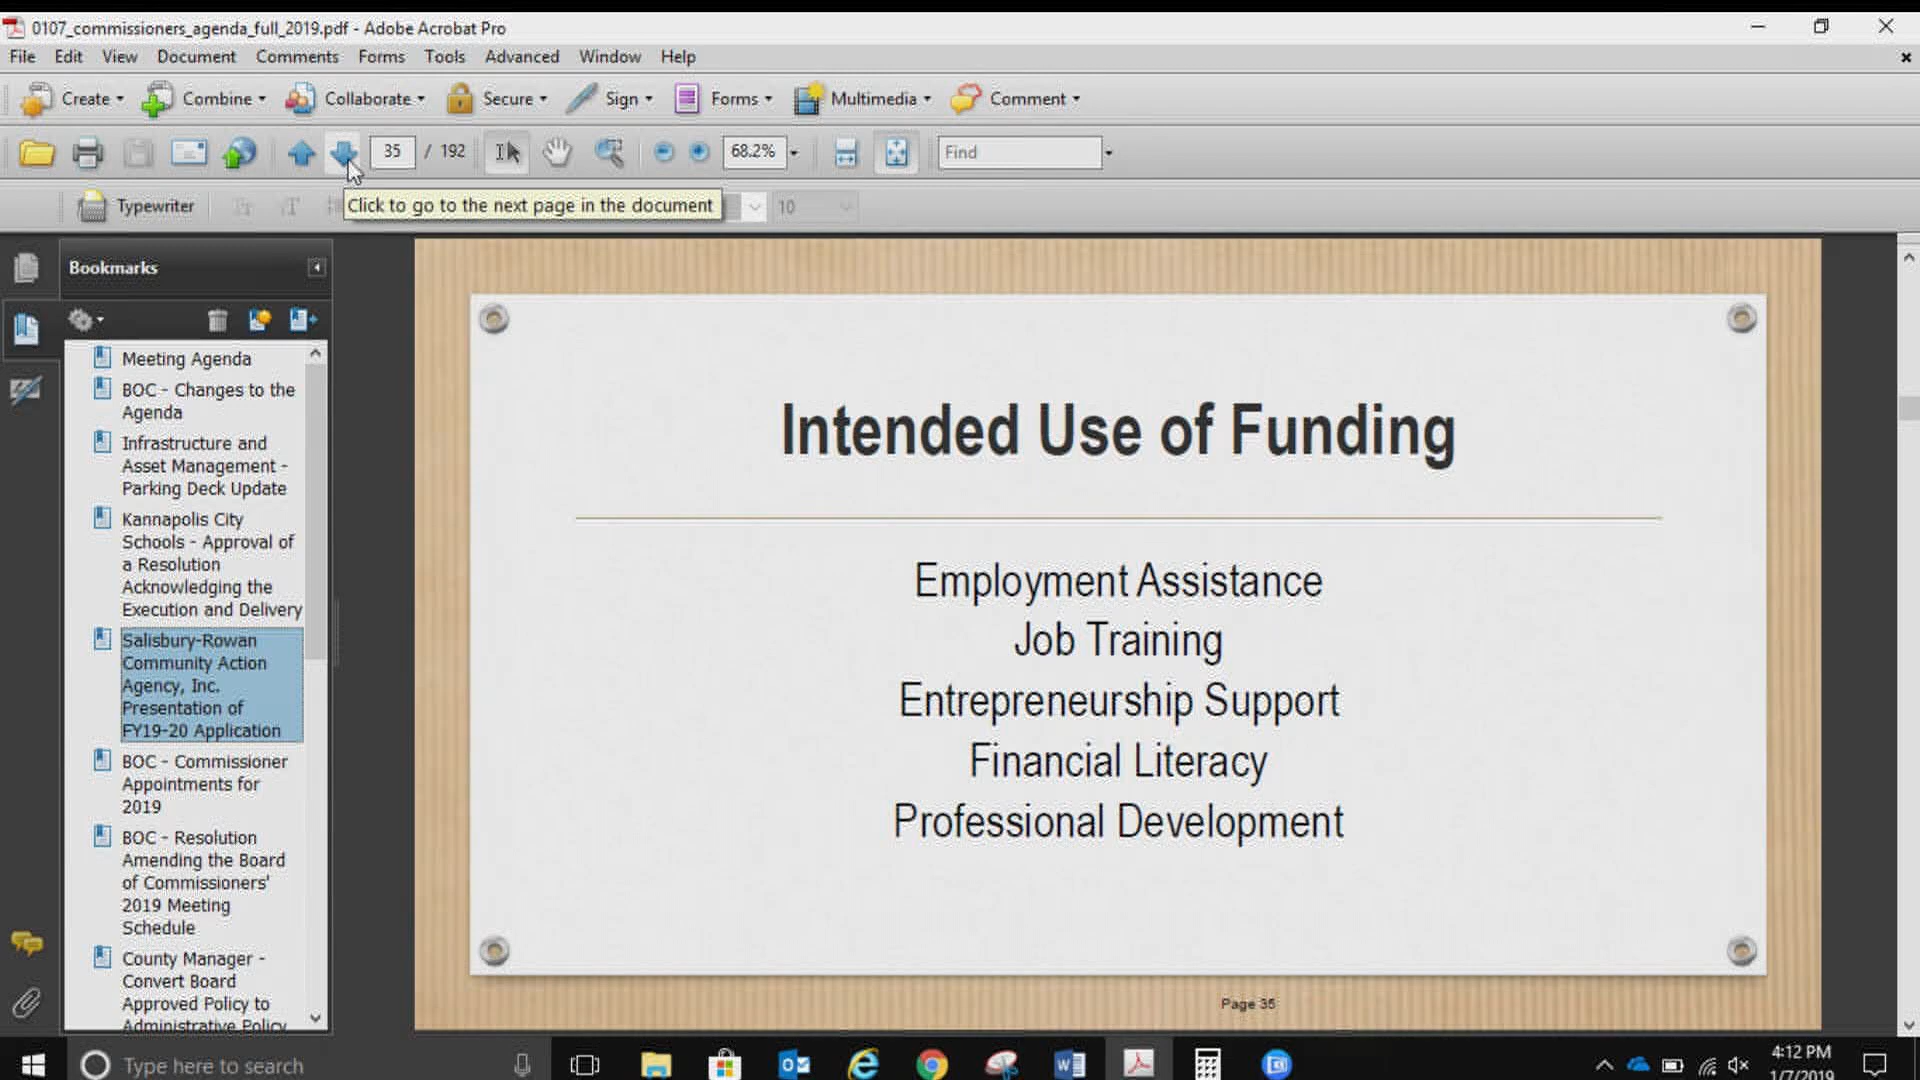 0107_commissioners_agenda_full_2019.pdf - Adobe Acrobat Pro
File Edit View Document Comments Forms Tools Advanced Window Help
Create Combine Collaborate Secure Sign Forms Multimedia Comment
35 / 192 68.2% Find
Typewriter 10
Click to go to the next page in the document
Bookmarks
Meeting Agenda
BOC - Changes to the
Agenda
Infrastructure and
Asset Management -
Parking Deck Update
Kannapolis City
Schools - Approval of
a Resolution
Acknowledging the
Execution and Delivery
Salisbury-Rowan
Community Action
Agency, Inc.
Presentation of
FY19-20 Application
BOC - Commissioner
Appointments for
2019
BOC - Resolution
Amending the Board
of Commissioners'
2019 Meeting
Schedule
County Manager -
Convert Board
Approved Policy to
Administrative Policy
Intended Use of Funding
Employment Assistance
Job Training
Entrepreneurship Support
Financial Literacy
Professional Development
Page 35
Type here to search
4:12 PM
1/7/2019